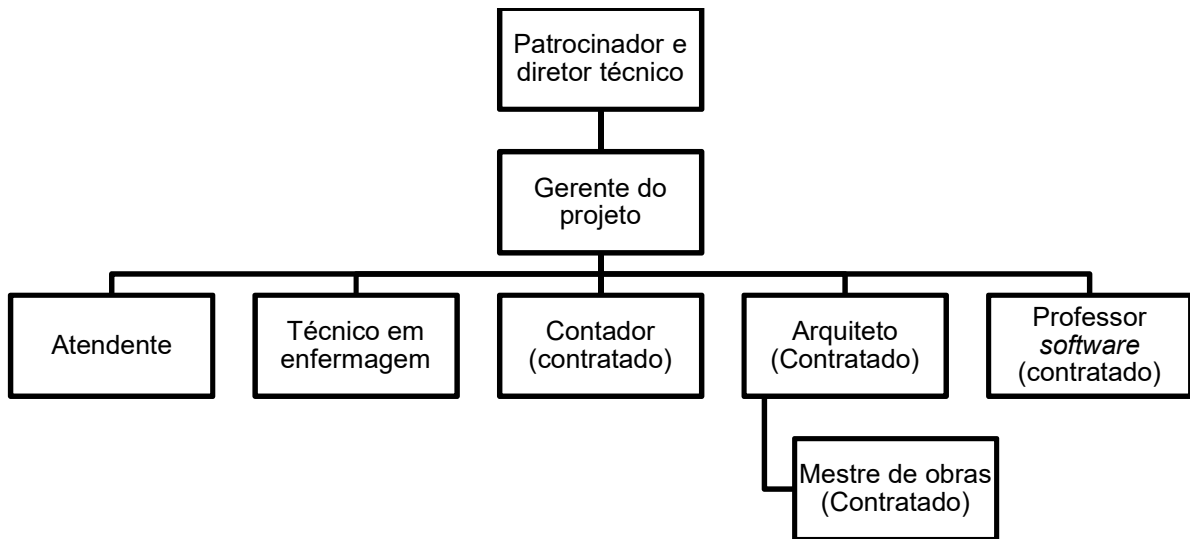 Patrocinador e
diretor técnico
Gerente do
projeto
Atendente
Técnico em
enfermagem
Contador
(contratado)
Arquiteto
(Contratado)
Professor
software
(contratado)
Mestre de obras
(Contratado)